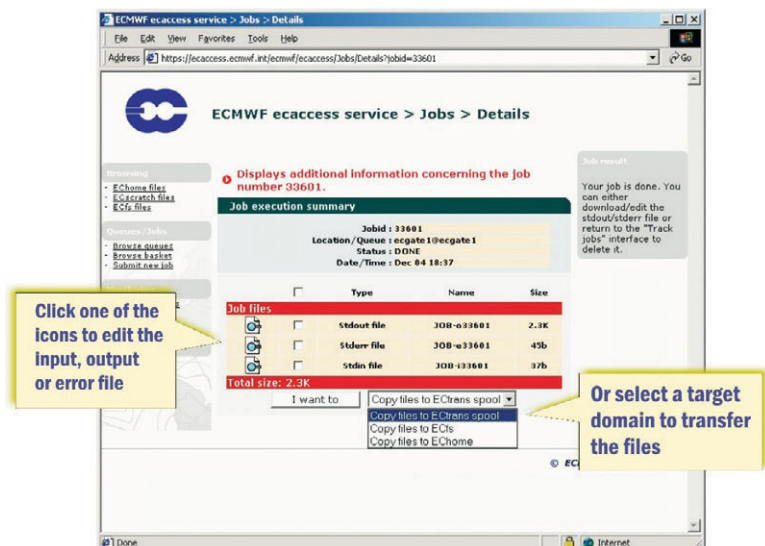 ECMWF ecaccess service > Jobs > Details
File Edit View Favorites Tools Help
Address https://ecaccess.ecmwf.int/ecmwf/ecaccess/Jobs/Details?jobid=33601 Go
ECMWF ecaccess service > Jobs > Details
Browsing
EChome files
ECscratch files
ECfs files
Queues/Jobs
Browse queues
Browse basket
Submit new job
Displays additional information concerning the job
number 33601.
Job execution summary
Jobid : 33601
Location/Queue : ecgate1@ecgate1
Status : DONE
Date/Time : Dec 04 18:37
Type Name Size
Job files
Stdout file JOB-o33601 2.3K
Stderr file JOB-e33601 45b
Stdin file JOB-i33601 37b
Total size: 2.3K
I want to Copy files to ECtrans spool
Copy files to ECtrans spool
Copy files to ECfs
Copy files to EChome
Job result
Your job is done. You
can either
download/edit the
stdout/stderr file or
return to the "Track
jobs" interface to
delete it.
Click one of the
icons to edit the
input, output
or error file
Or select a target
domain to transfer
the files
©
Done Internet